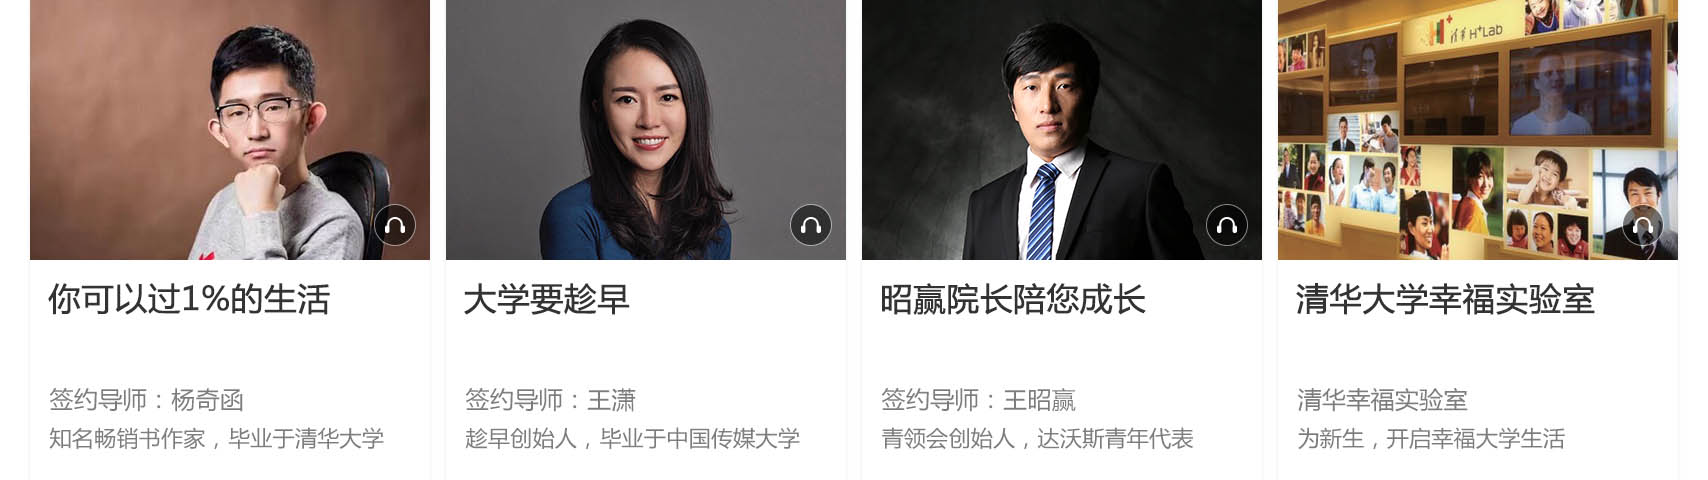 清华 H+Lab
你可以过1%的生活
签约导师：杨奇函
知名畅销书作家，毕业于清华大学
大学要趁早
签约导师：王潇
趁早创始人，毕业于中国传媒大学
昭赢院长陪您成长
签约导师：王昭赢
青领会创始人，达沃斯青年代表
清华大学幸福实验室
清华幸福实验室
为新生，开启幸福大学生活